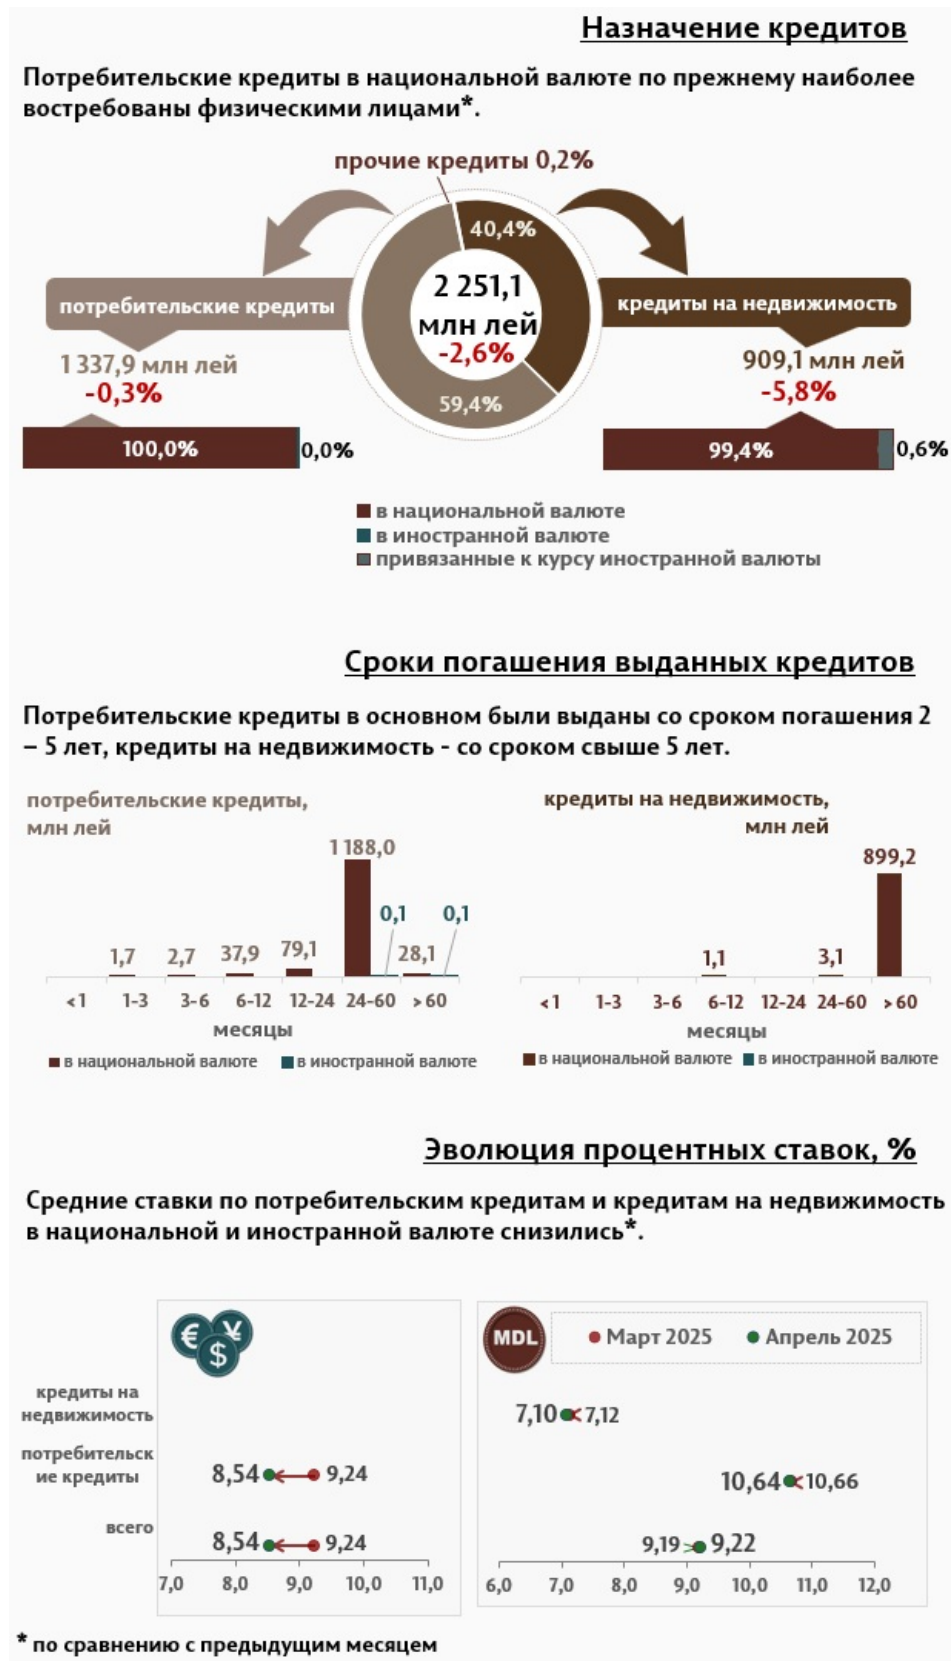 Назначение кредитов
Потребительские кредиты в национальной валюте по прежнему наиболее
востребованы физическими лицами*.
прочие кредиты 0,2%
40,4%
2 251,1
млн лей
-2,6%
59,4%
потребительские кредиты
1 337,9 млн лей
-0,3%
100,0%
0,0%
кредиты на недвижимость
909,1 млн лей
-5,8%
99,4%
0,6%
в национальной валюте
в иностранной валюте
привязанные к курсу иностранной валюты
Сроки погашения выданных кредитов
Потребительские кредиты в основном были выданы со сроком погашения 2
– 5 лет, кредиты на недвижимость - со сроком свыше 5 лет.
потребительские кредиты,
млн лей
1 188,0
0,1
0,1
1,7
2,7
37,9
79,1
28,1
<1 1-3 3-6 6-12 12-24 24-60 >60
месяцы
в национальной валюте в иностранной валюте
кредиты на недвижимость,
млн лей
899,2
1,1
3,1
<1 1-3 3-6 6-12 12-24 24-60 >60
месяцы
в национальной валюте в иностранной валюте
Эволюция процентных ставок, %
Средние ставки по потребительским кредитам и кредитам на недвижимость
в национальной и иностранной валюте снизились*.
€ ¥
$
кредиты на
недвижимость
потребительск
ие кредиты
8,54 9,24
всего
8,54 9,24
7,0 8,0 9,0 10,0 11,0
MDL
Март 2025 Апрель 2025
7,10 7,12
10,64 10,66
9,19 9,22
6,0 7,0 8,0 9,0 10,0 11,0 12,0
* по сравнению с предыдущим месяцем